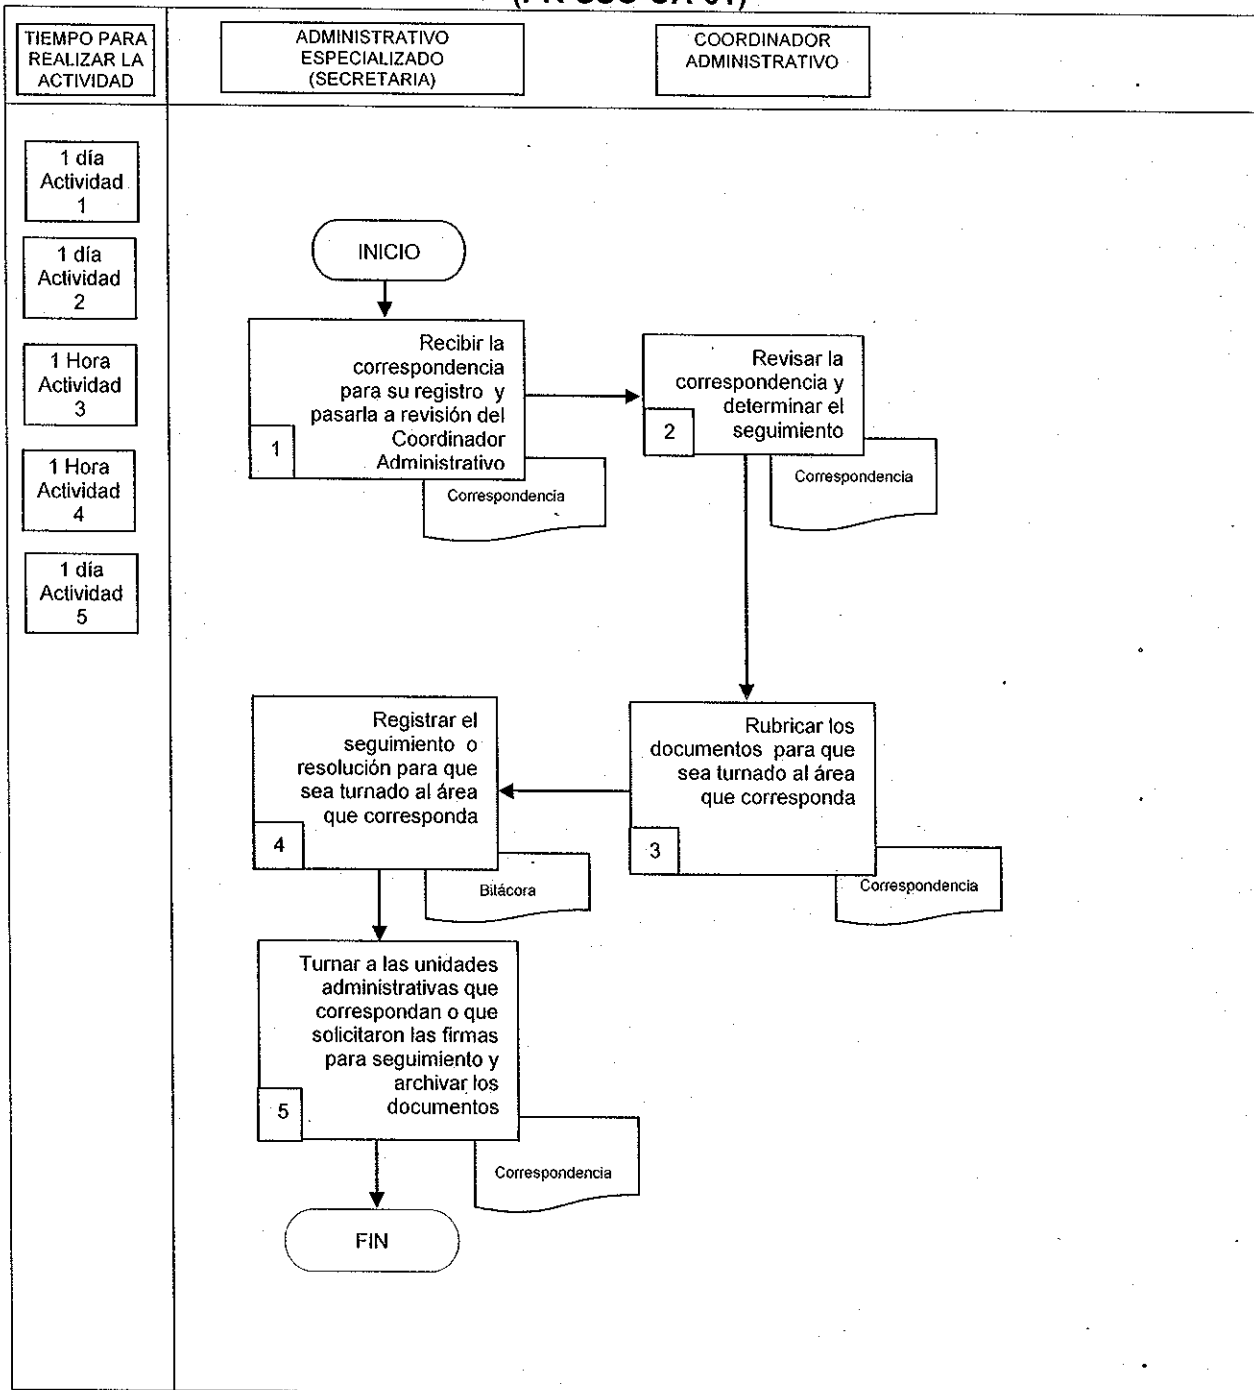 TIEMPO PARA
REALIZAR LA
ACTIVIDAD
ADMINISTRATIVO
ESPECIALIZADO
(SECRETARIA)
COORDINADOR
ADMINISTRATIVO
1 día
Actividad
1
1 día
Actividad
2
1 Hora
Actividad
3
1 Hora
Actividad
4
1 día
Actividad
5
INICIO
Recibir la
correspondencia
para su registro y
pasarla a revisión del
Coordinador
Administrativo
1
Correspondencia
Revisar la
correspondencia y
determinar el
seguimiento
2
Correspondencia
Rubricar los
documentos para que
sea turnado al área
que corresponda
3
Correspondencia
Registrar el
seguimiento o
resolución para que
sea turnado al área
que corresponda
4
Bitácora
Turnar a las unidades
administrativas que
correspondan o que
solicitaron las firmas
para seguimiento y
archivar los
documentos
5
Correspondencia
FIN